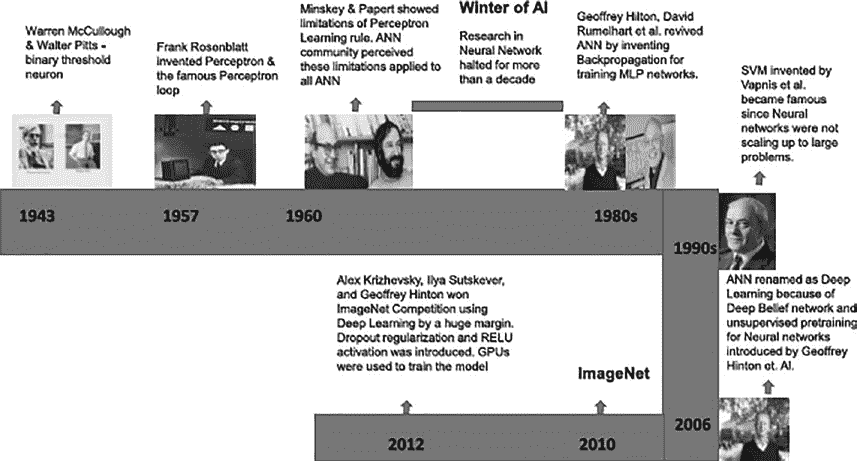 Warren McCullough
& Walter Pitts -
binary threshold
neuron
Frank Rosenblatt
invented Perceptron &
the famous Perceptron
loop
Minskey & Papert showed
limitations of Perceptron
Learning rule. ANN
community perceived
these limitations applied to
all ANN
Winter of AI
Research in
Neural Network
halted for more
than a decade
Geoffrey Hilton, David
Rumelhart et al. revived
ANN by inventing
Backpropagation for
training MLP networks.
SVM invented by
Vapnis et al.
became famous
since Neural
networks were not
scaling up to large
problems.
1943
1957
1960
1980s
1990s
ANN renamed as Deep
Learning because of
Deep Belief network and
unsupervised pretraining
for Neural networks
introduced by Geoffrey
Hinton et. Al.
2006
ImageNet
2010
Alex Krizhevsky, Ilya Sutskever,
and Geoffrey Hinton won
ImageNet Competition using
Deep Learning by a huge margin.
Dropout regularization and RELU
activation was introduced. GPUs
were used to train the model
2012